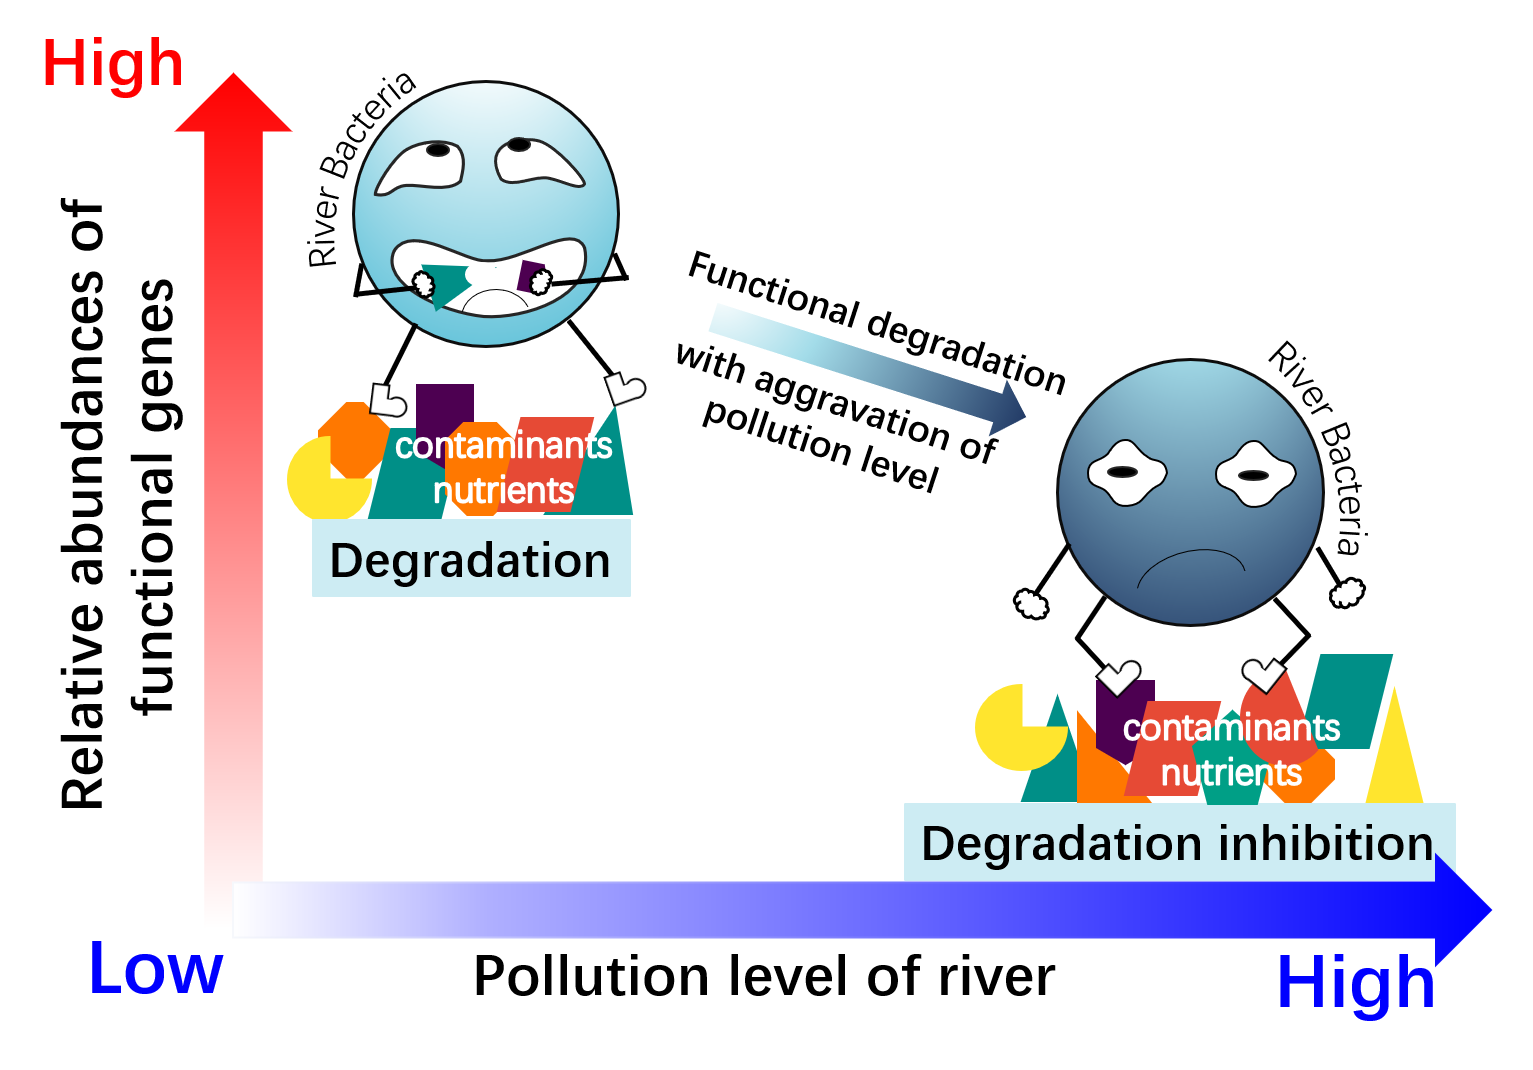 High
Relative abundances of
functional genes
River Bacteria
contaminants
nutrients
Degradation
Functional degradation
with aggravation of
pollution level
River Bacteria
contaminants
nutrients
Degradation inhibition
Low
Pollution level of river
High